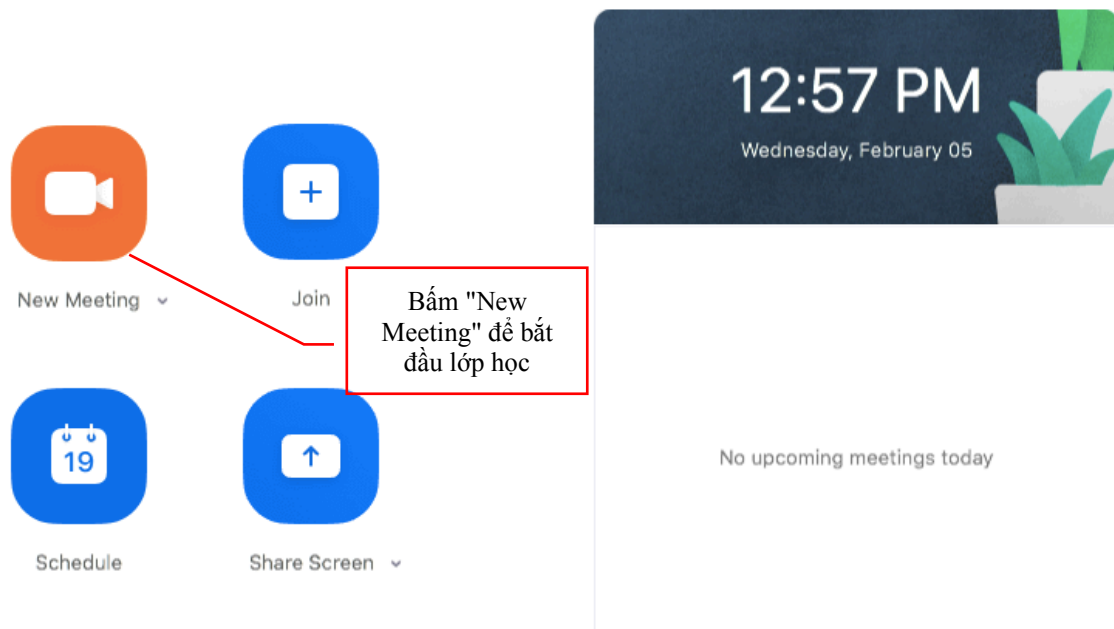 12:57 PM
Wednesday, February 05
New Meeting
Join
Bấm "New
Meeting" để bắt
đầu lớp học
19
No upcoming meetings today
Schedule
Share Screen